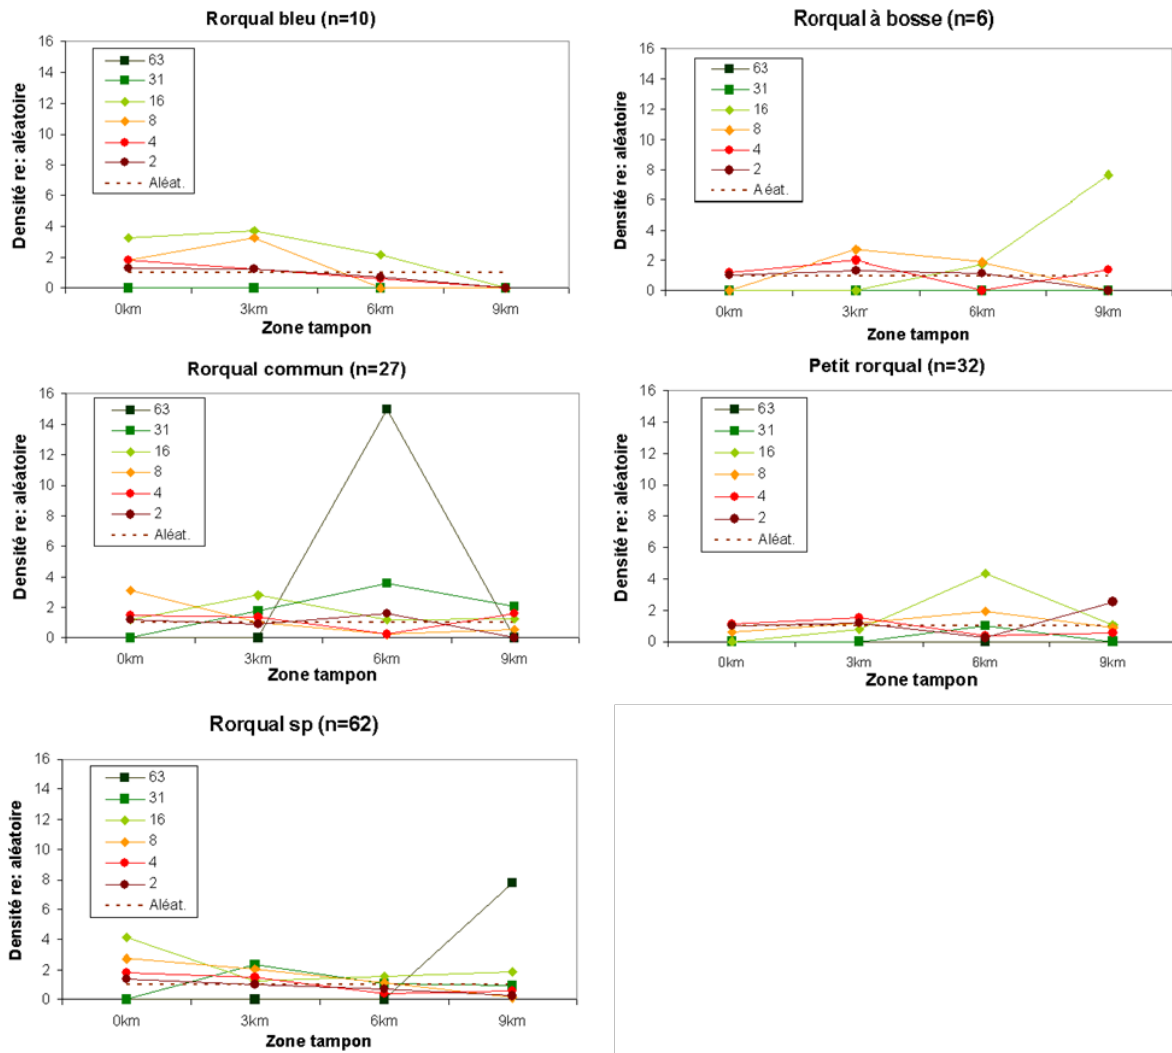 Rorqual bleu (n=10)
16
14
12
10
8
6
4
2
0
Densité re: aléatoire
63
31
16
8
4
2
Aléat.
0km
3km
6km
9km
Zone tampon
Rorqual à bosse (n=6)
16
14
12
10
8
6
4
2
0
Densité re: aléatoire
63
31
16
8
4
2
A éat.
0km
3km
6km
9km
Zone tampon
Rorqual commun (n=27)
16
14
12
10
8
6
4
2
0
Densité re: aléatoire
63
31
16
8
4
2
Aléat.
0km
3km
6km
9km
Zone tampon
Petit rorqual (n=32)
16
14
12
10
8
6
4
2
0
Densité re: aléatoire
63
31
16
8
4
2
Aléat.
0km
3km
6km
9km
Zone tampon
Rorqual sp (n=62)
16
14
12
10
8
6
4
2
0
Densité re: aléatoire
63
31
16
8
4
2
Aléat.
0km
3km
6km
9km
Zone tampon